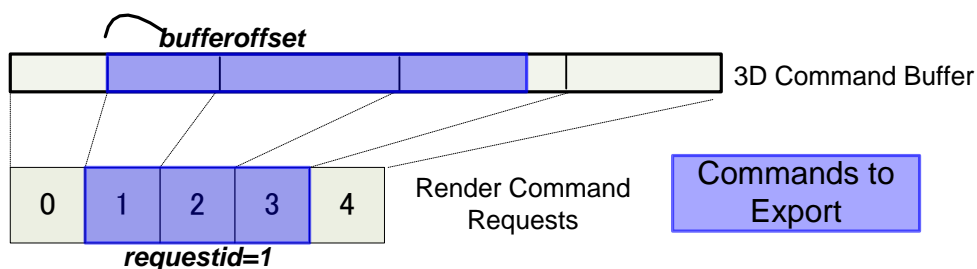 bufferoffset
3D Command Buffer
0 1 2 3 4
Render Command
Requests
Commands to
Export
requestid=1